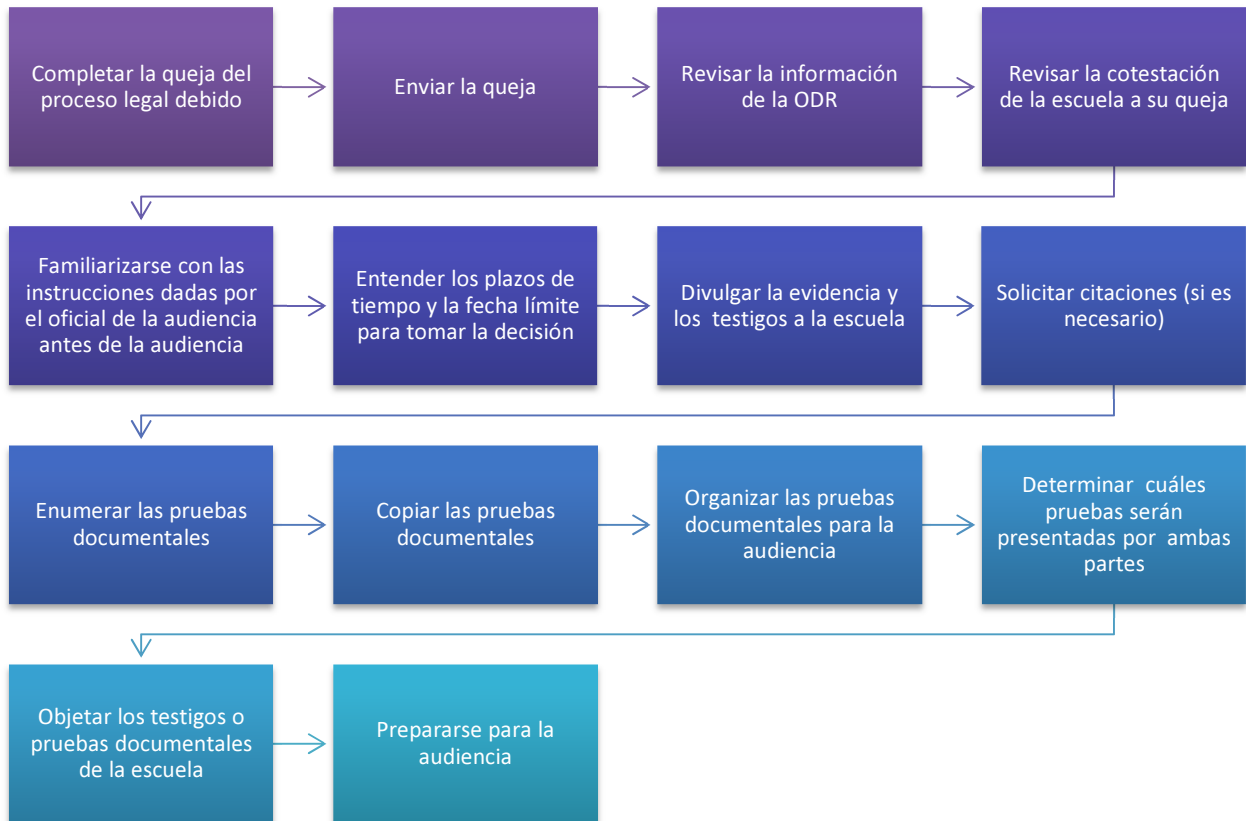 Completar la queja del
proceso legal debido
Enviar la queja
Revisar la información
de la ODR
Revisar la cotestación
de la escuela a su queja
Familiarizarse con las
instrucciones dadas por
el oficial de la audiencia
antes de la audiencia
Entender los plazos de
tiempo y la fecha límite
para tomar la decisión
Divulgar la evidencia y
los testigos a la escuela
Solicitar citaciones (si es
necesario)
Enumerar las pruebas
documentales
Copiar las pruebas
documentales
Organizar las pruebas
documentales para la
audiencia
Determinar cuáles
pruebas serán
presentadas por ambas
partes
Objetar los testigos o
pruebas documentales
de la escuela
Prepararse para la
audiencia